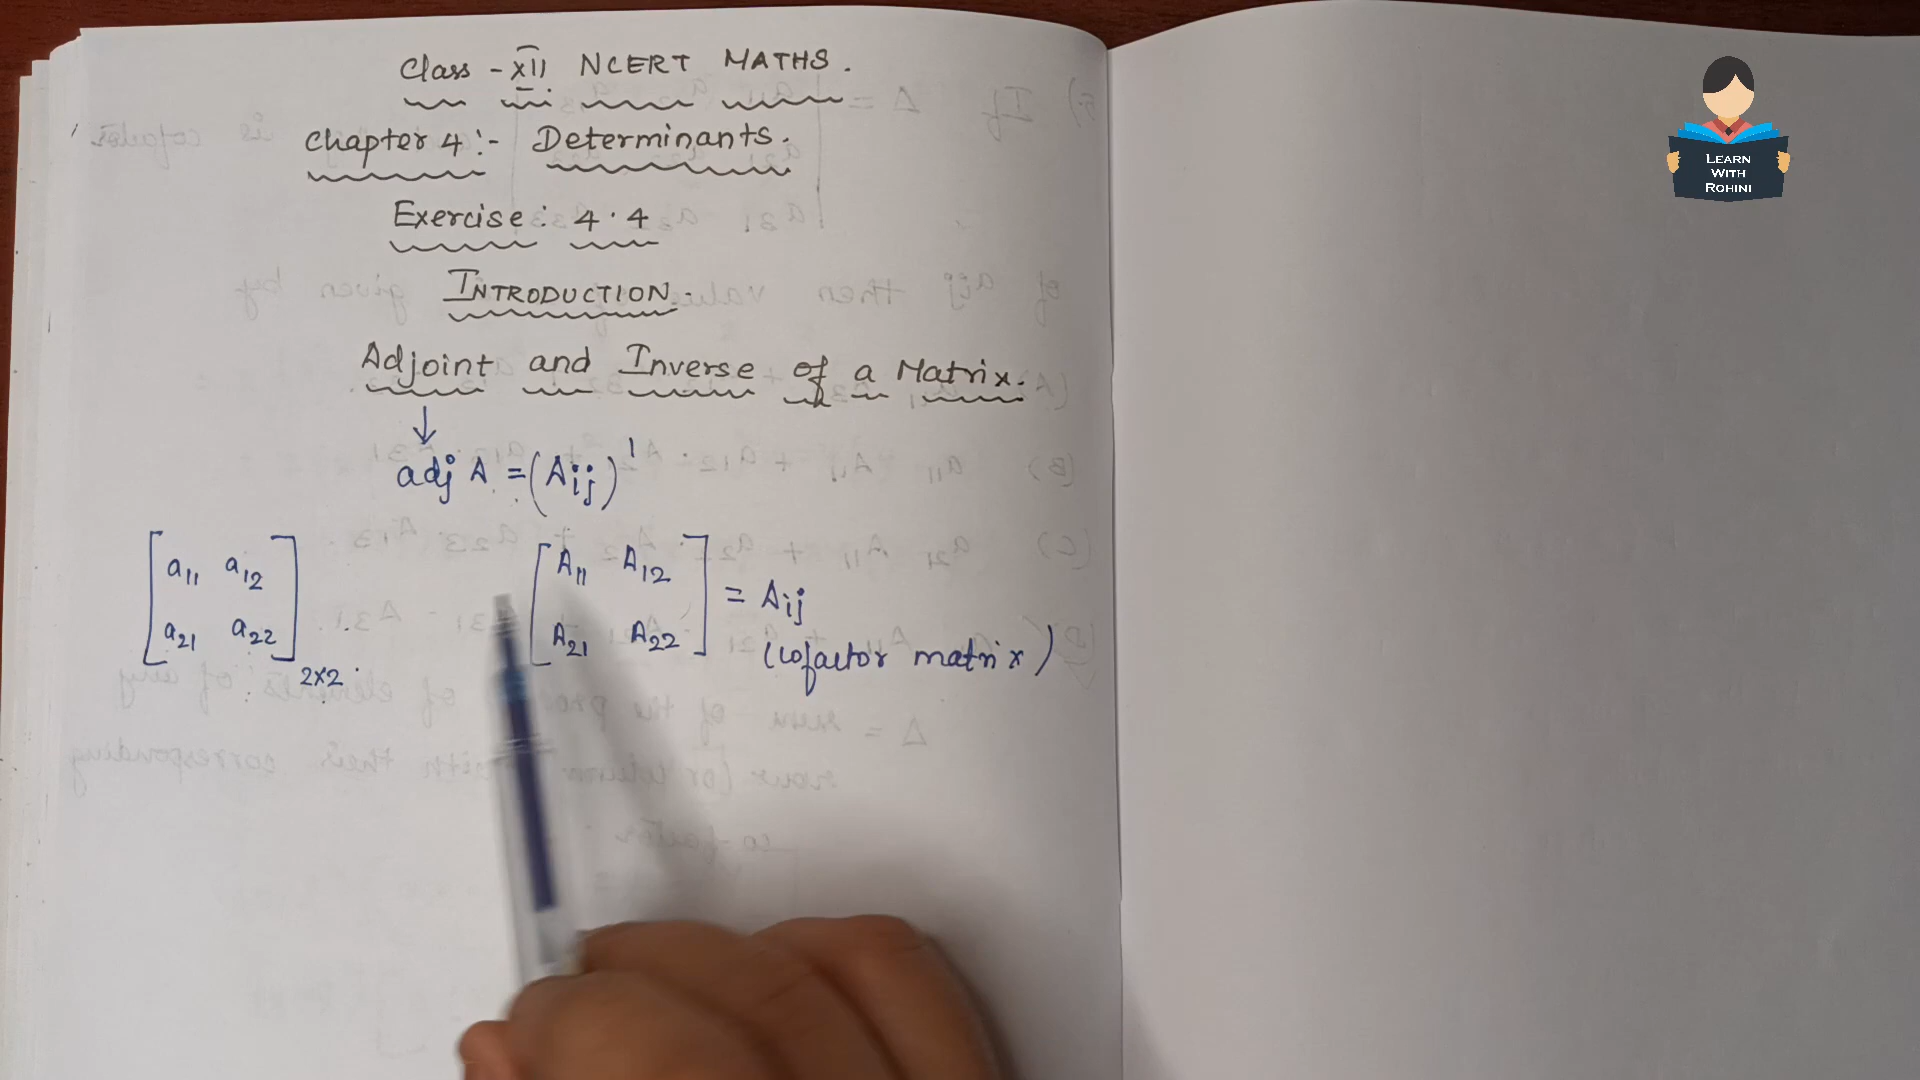 Class - XII NCERT MATHS.
Chapter 4 :- Determinants.
Exercise: 4.4
INTRODUCTION.
Adjoint and Inverse of a Matrix.
↓
adj A = (Aij)'
[a11 a12
a21 a22] 2x2.
[A11 A12
A21 A22] = Aij
(cofactor matrix)
LEARN
WITH
ROHINI